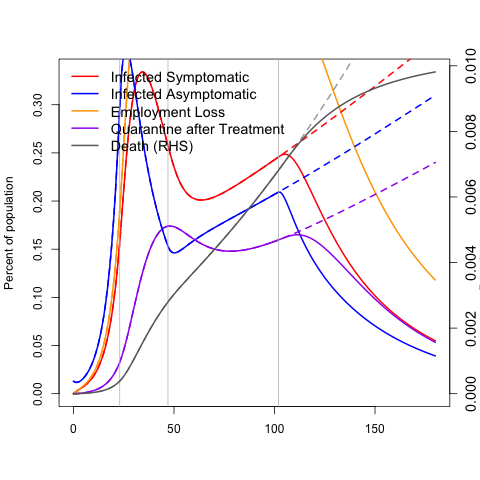 Infected Symptomatic
Infected Asymptomatic
Employment Loss
Quarantine after Treatment
Death (RHS)
Percent of population
0.30
0.25
0.20
0.15
0.10
0.05
0.00
0.010
0.008
0.006
0.004
0.002
0.000
0 50 100 150